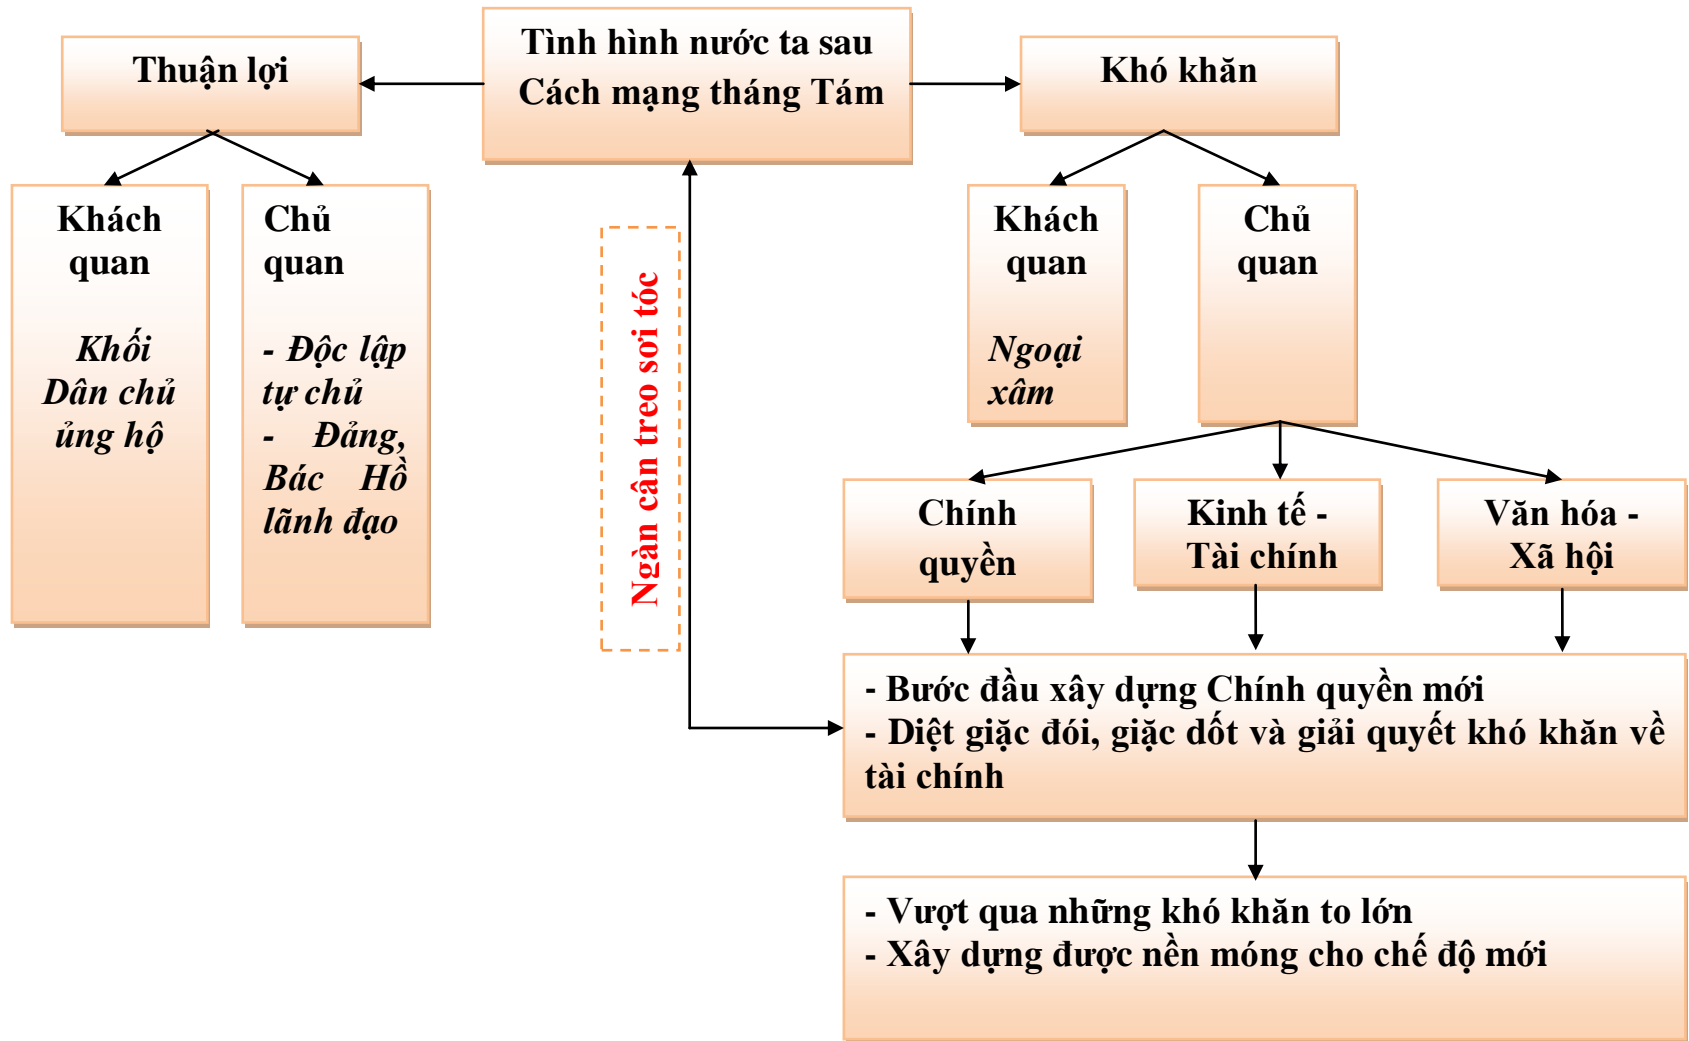 Tình hình nước ta sau
Cách mạng tháng Tám
Thuận lợi
Khó khăn
Khách
quan
Khối
Dân chủ
ủng hộ
Chủ
quan
- Độc lập
tự chủ
- Đảng,
Bác Hồ
lãnh đạo
Ngàn cân treo sơi tóc
Khách
quan
Ngoại
xâm
Chủ
quan
Chính
quyền
Kinh tế -
Tài chính
Văn hóa -
Xã hội
- Bước đầu xây dựng Chính quyền mới
- Diệt giặc đói, giặc dốt và giải quyết khó khăn về
tài chính
- Vượt qua những khó khăn to lớn
- Xây dựng được nền móng cho chế độ mới